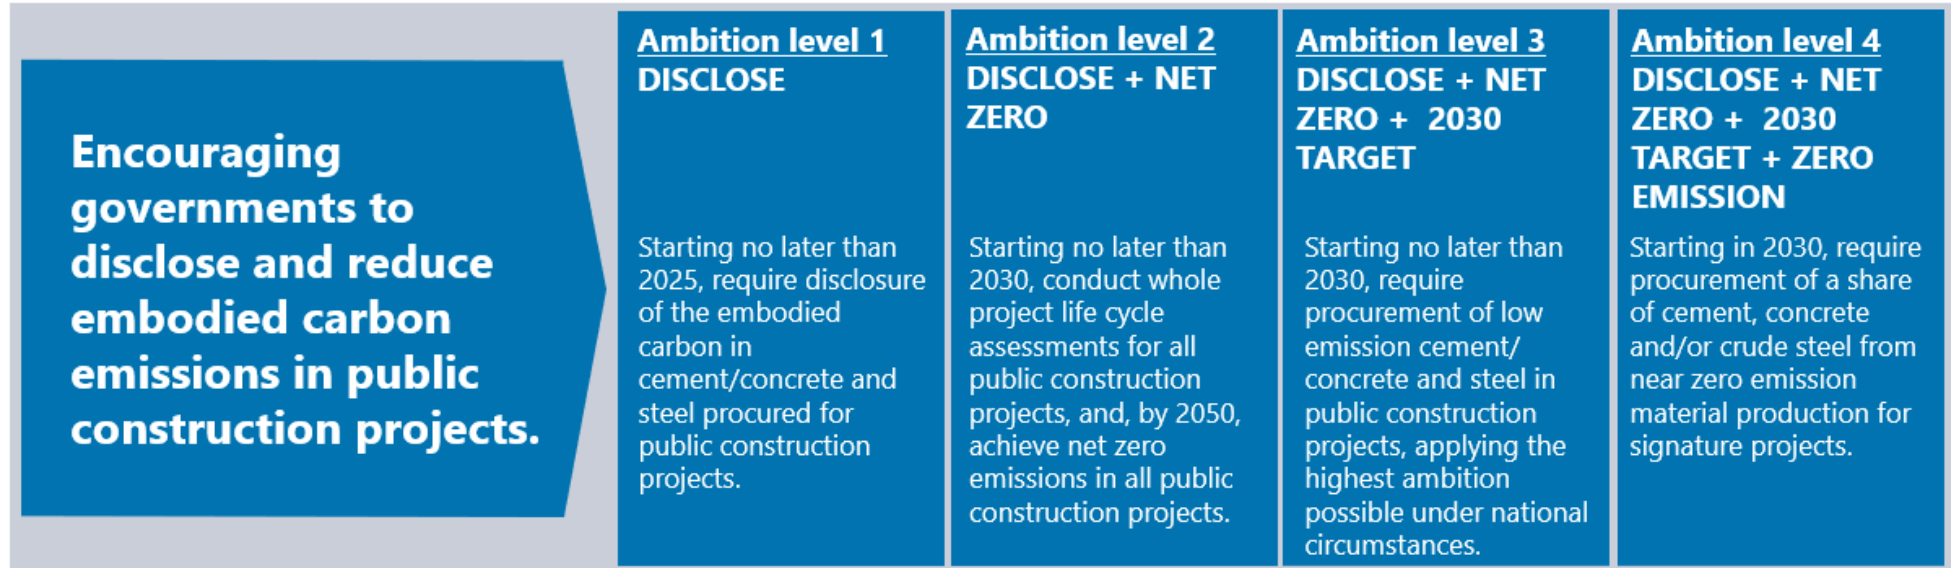 Encouraging
governments to
disclose and reduce
embodied carbon
emissions in public
construction projects.
Ambition level 1
DISCLOSE
Starting no later than
2025, require disclosure
of the embodied
carbon in
cement/concrete and
steel procured for
public construction
projects.
Ambition level 2
DISCLOSE + NET
ZERO
Starting no later than
2030, conduct whole
project life cycle
assessments for all
public construction
projects, and, by 2050,
achieve net zero
emissions in all public
construction projects.
Ambition level 3
DISCLOSE + NET
ZERO + 2030
TARGET
Starting no later than
2030, require
procurement of low
emission cement/
concrete and steel in
public construction
projects, applying the
highest ambition
possible under national
circumstances.
Ambition level 4
DISCLOSE + NET
ZERO + 2030
TARGET + ZERO
EMISSION
Starting in 2030, require
procurement of a share
of cement, concrete
and/or crude steel from
near zero emission
material production for
signature projects.